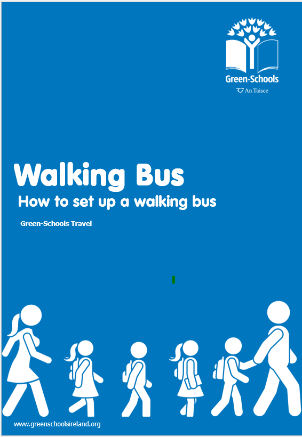 Green-Schools
An Taisce
Walking Bus
How to set up a walking bus
Green-Schools Travel
www.greenschoolsireland.org